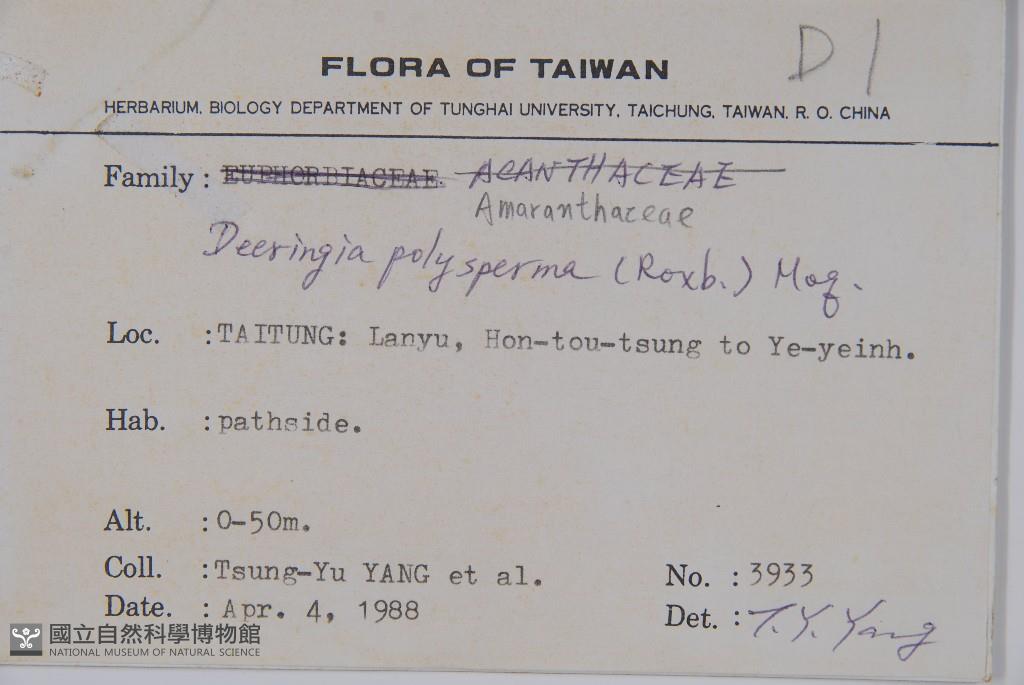 D1
FLORA OF TAIWAN
HERBARIUM, BIOLOGY DEPARTMENT OF TUNGHAI UNIVERSITY, TAICHUNG, TAIWAN, R. O. CHINA
Family : EUPHORDIACEAE. ACANTHACEAE
Amaranthaceae
Deeringia polysperma (Roxb.) Moq.
Loc. : TAITUNG: Lanyu, Hon-tou-tsung to Ye-yeinh.
Hab. : pathside.
Alt. : 0-50m.
Coll. : Tsung-Yu YANG et al. No. : 3933
Date. : Apr. 4, 1988 Det. : T. Y. Yang
國立自然科學博物館
NATIONAL MUSEUM OF NATURAL SCIENCE